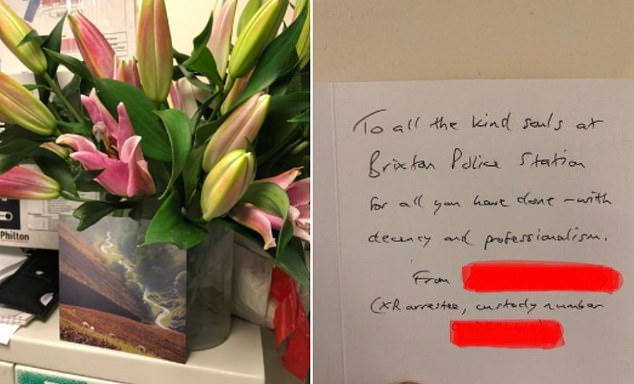 Philton
To all the kind souls at
Brixton Police Station
for all you have done – with
decency and professionalism.
From
(XR arrestee, custody number